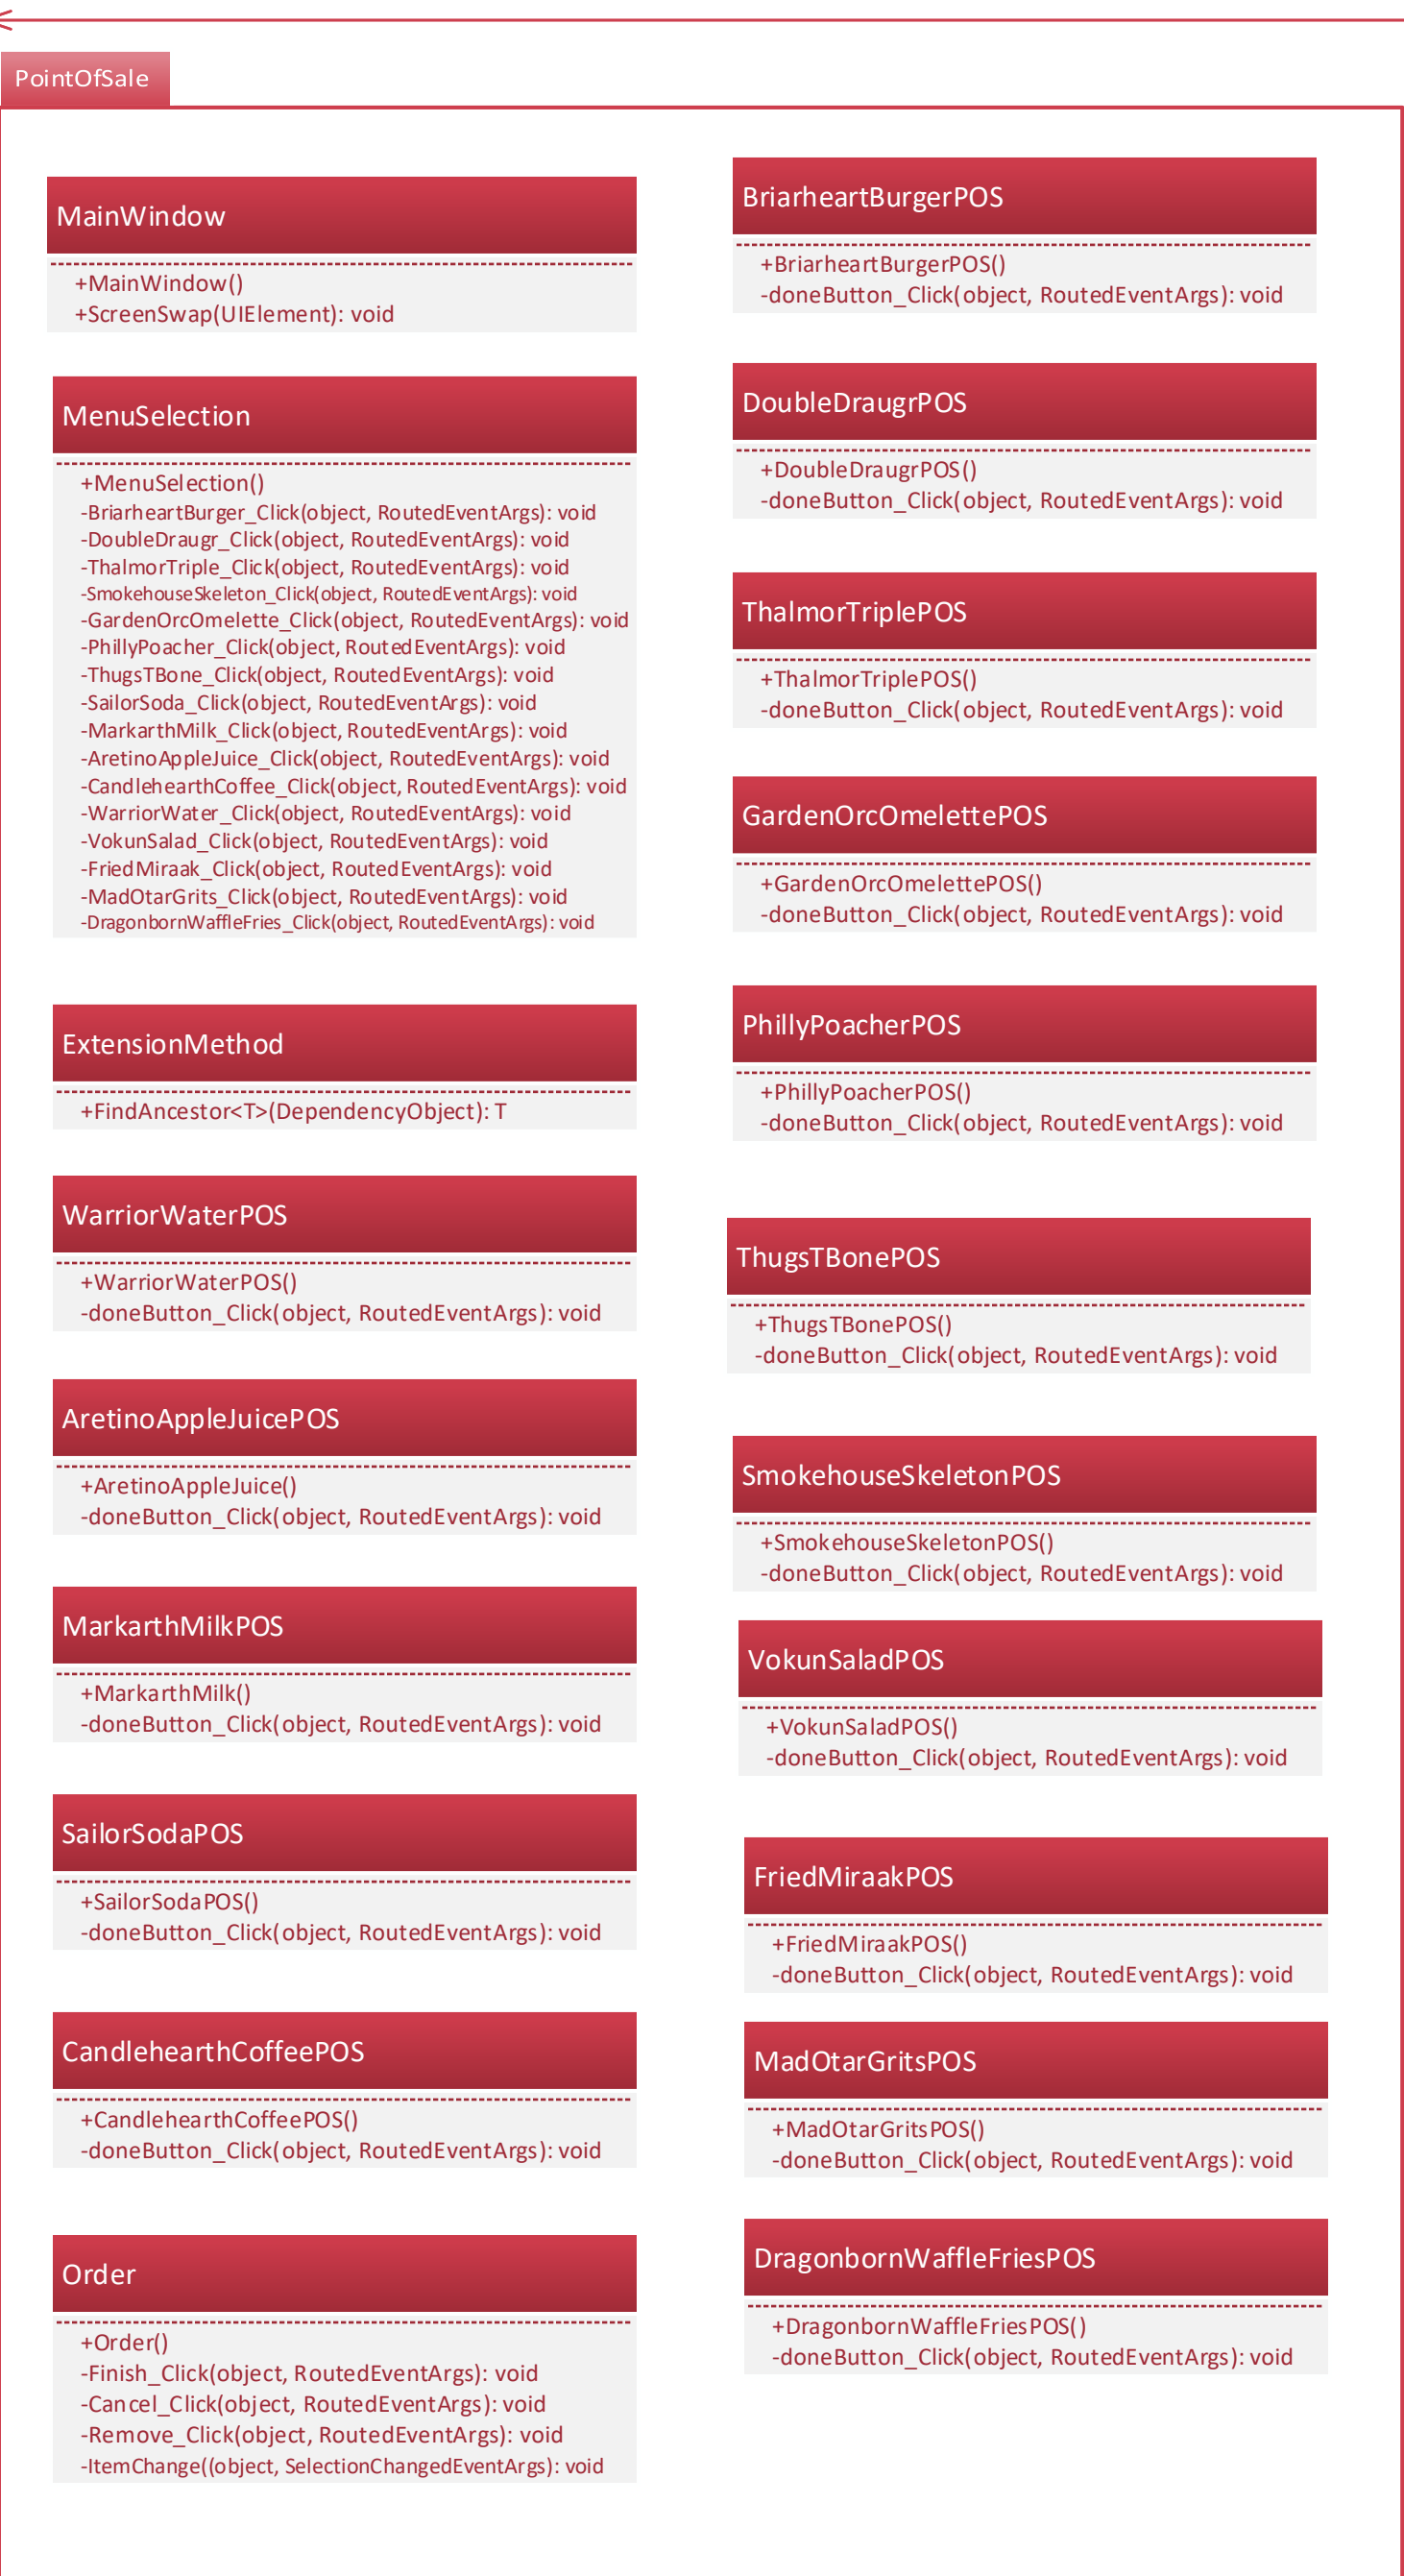 PointOfSale
MainWindow
+MainWindow()
+ScreenSwap(UIElement): void
MenuSelection
+MenuSelection()
-BriarheartBurger_Click(object, RoutedEventArgs): void
-DoubleDraugr_Click(object, RoutedEventArgs): void
-ThalmorTriple_Click(object, RoutedEventArgs): void
-SmokehouseSkeleton_Click(object, RoutedEventArgs): void
-GardenOrcOmelette_Click(object, RoutedEventArgs): void
-PhillyPoacher_Click(object, RoutedEventArgs): void
-ThugsTBone_Click(object, RoutedEventArgs): void
-SailorSoda_Click(object, RoutedEventArgs): void
-MarkarthMilk_Click(object, RoutedEventArgs): void
-AretinoAppleJuice_Click(object, RoutedEventArgs): void
-CandlehearthCoffee_Click(object, RoutedEventArgs): void
-WarriorWater_Click(object, RoutedEventArgs): void
-VokunSalad_Click(object, RoutedEventArgs): void
-FriedMiraak_Click(object, RoutedEventArgs): void
-MadOtarGrits_Click(object, RoutedEventArgs): void
-DragonbornWaffleFries_Click(object, RoutedEventArgs): void
ExtensionMethod
+FindAncestor<T>(DependencyObject): T
WarriorWaterPOS
+WarriorWaterPOS()
-doneButton_Click(object, RoutedEventArgs): void
AretinoAppleJuicePOS
+AretinoAppleJuice()
-doneButton_Click(object, RoutedEventArgs): void
MarkarthMilkPOS
+MarkarthMilk()
-doneButton_Click(object, RoutedEventArgs): void
SailorSodaPOS
+SailorSodaPOS()
-doneButton_Click(object, RoutedEventArgs): void
CandlehearthCoffeePOS
+CandlehearthCoffeePOS()
-doneButton_Click(object, RoutedEventArgs): void
Order
+Order()
-Finish_Click(object, RoutedEventArgs): void
-Cancel_Click(object, RoutedEventArgs): void
-Remove_Click(object, RoutedEventArgs): void
-ItemChange((object, SelectionChangedEventArgs): void
BriarheartBurgerPOS
+BriarheartBurgerPOS()
-doneButton_Click(object, RoutedEventArgs): void
DoubleDraugrPOS
+DoubleDraugrPOS()
-doneButton_Click(object, RoutedEventArgs): void
ThalmorTriplePOS
+ThalmorTriplePOS()
-doneButton_Click(object, RoutedEventArgs): void
GardenOrcOmelettePOS
+GardenOrcOmelettePOS()
-doneButton_Click(object, RoutedEventArgs): void
PhillyPoacherPOS
+PhillyPoacherPOS()
-doneButton_Click(object, RoutedEventArgs): void
ThugsTBonePOS
+ThugsTBonePOS()
-doneButton_Click(object, RoutedEventArgs): void
SmokehouseSkeletonPOS
+SmokehouseSkeletonPOS()
-doneButton_Click(object, RoutedEventArgs): void
VokunSaladPOS
+VokunSaladPOS()
-doneButton_Click(object, RoutedEventArgs): void
FriedMiraakPOS
+FriedMiraakPOS()
-doneButton_Click(object, RoutedEventArgs): void
MadOtarGritsPOS
+MadOtarGritsPOS()
-doneButton_Click(object, RoutedEventArgs): void
DragonbornWaffleFriesPOS
+DragonbornWaffleFriesPOS()
-doneButton_Click(object, RoutedEventArgs): void